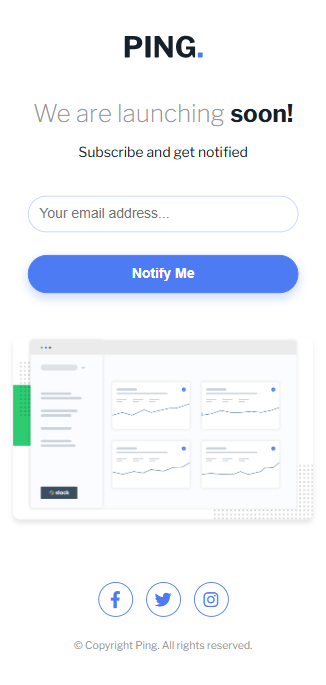 PING.
We are launching soon!
Subscribe and get notified
Your email address...
Notify Me
slack
© Copyright Ping. All rights reserved.